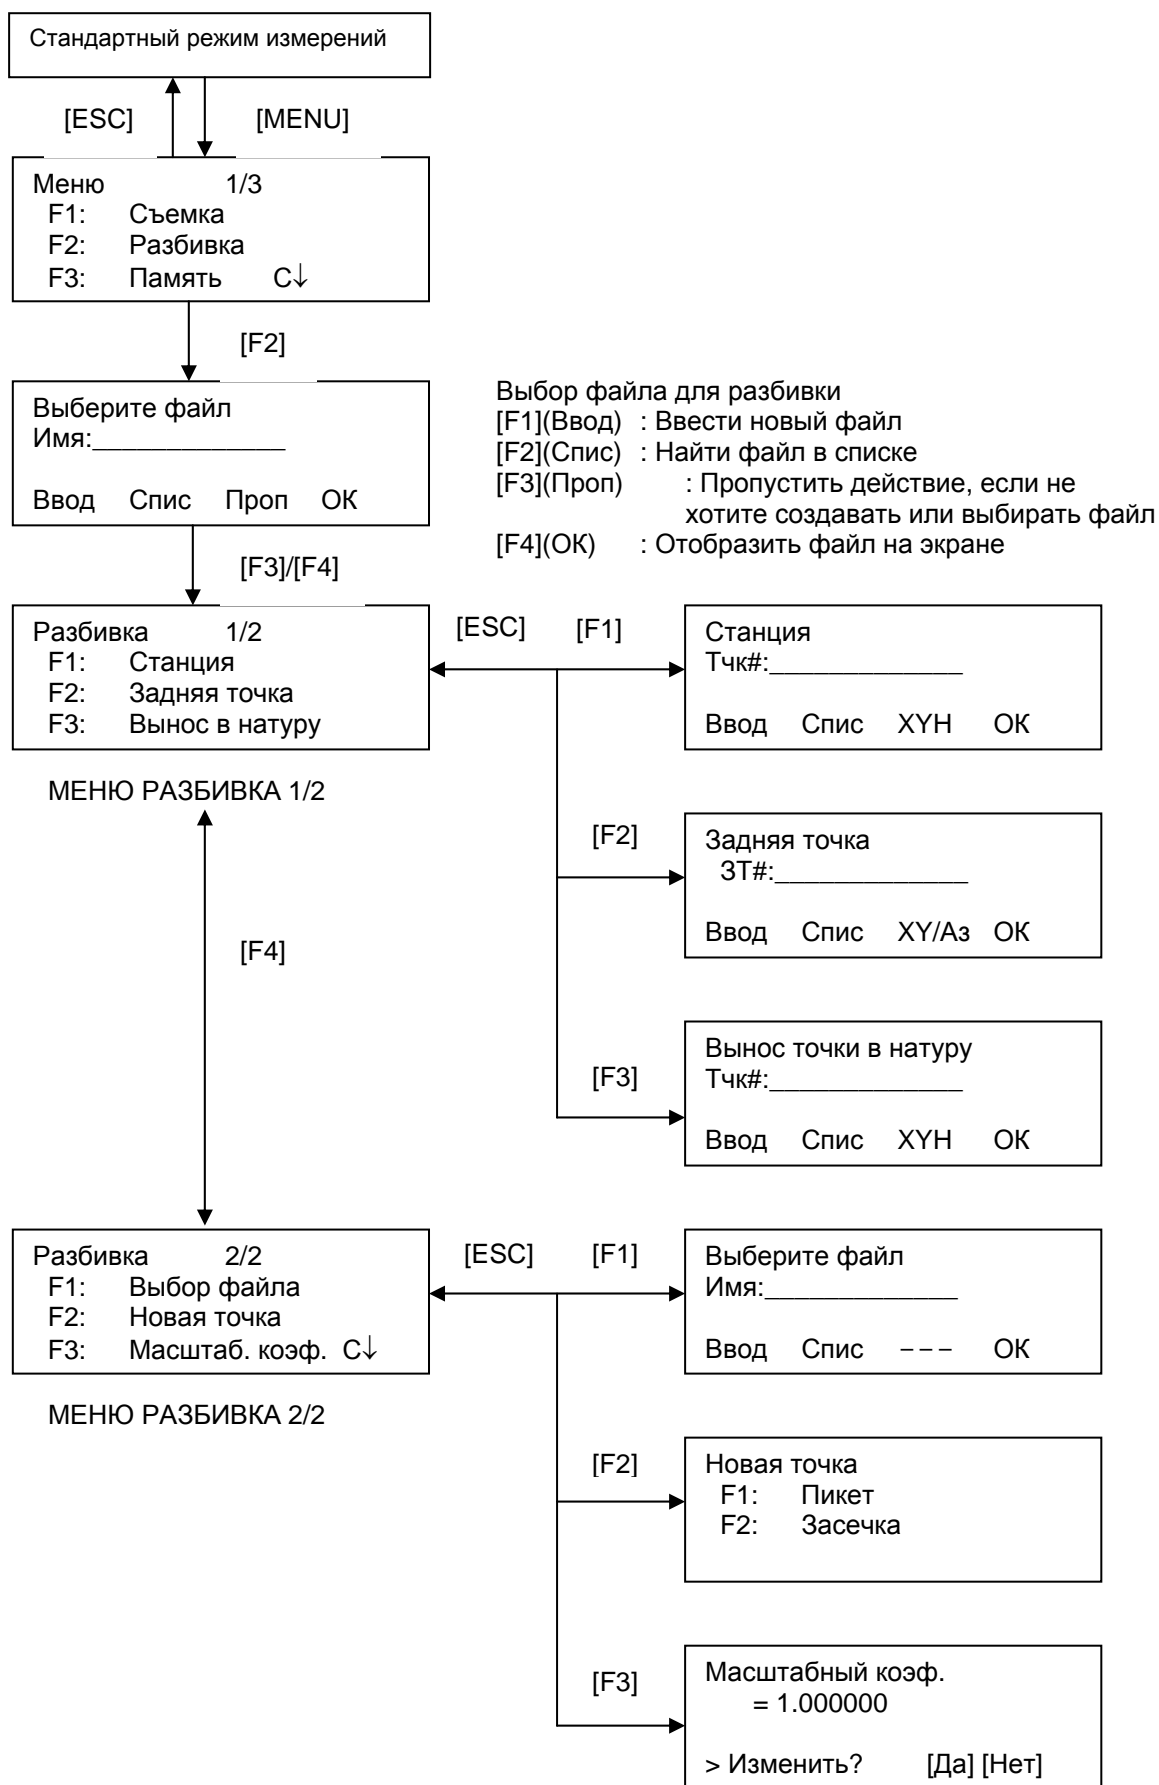 Стандартный режим измерений
[ESC] [MENU]
Меню 1/3
F1: Съемка
F2: Разбивка
F3: Память С↓
[F2]
Выберите файл
Имя:_____________
Ввод Спис Проп ОК
Выбор файла для разбивки
[F1](Ввод) : Ввести новый файл
[F2](Спис) : Найти файл в списке
[F3](Проп) : Пропустить действие, если не
хотите создавать или выбирать файл
[F4](ОК) : Отобразить файл на экране
[F3]/[F4]
Разбивка 1/2
F1: Станция
F2: Задняя точка
F3: Вынос в натуру
МЕНЮ РАЗБИВКА 1/2
[ESC] [F1]
Станция
Тчк#:_____________
Ввод Спис XYH ОК
[F2]
Задняя точка
ЗТ#:_____________
Ввод Спис XY/Аз ОК
[F4]
[F3]
Вынос точки в натуру
Тчк#:_____________
Ввод Спис XYH ОК
Разбивка 2/2
F1: Выбор файла
F2: Новая точка
F3: Масштаб. коэф. С↓
МЕНЮ РАЗБИВКА 2/2
[ESC] [F1]
Выберите файл
Имя:_____________
Ввод Спис – – – ОК
[F2]
Новая точка
F1: Пикет
F2: Засечка
[F3]
Масштабный коэф.
= 1.000000
> Изменить? [Да] [Нет]